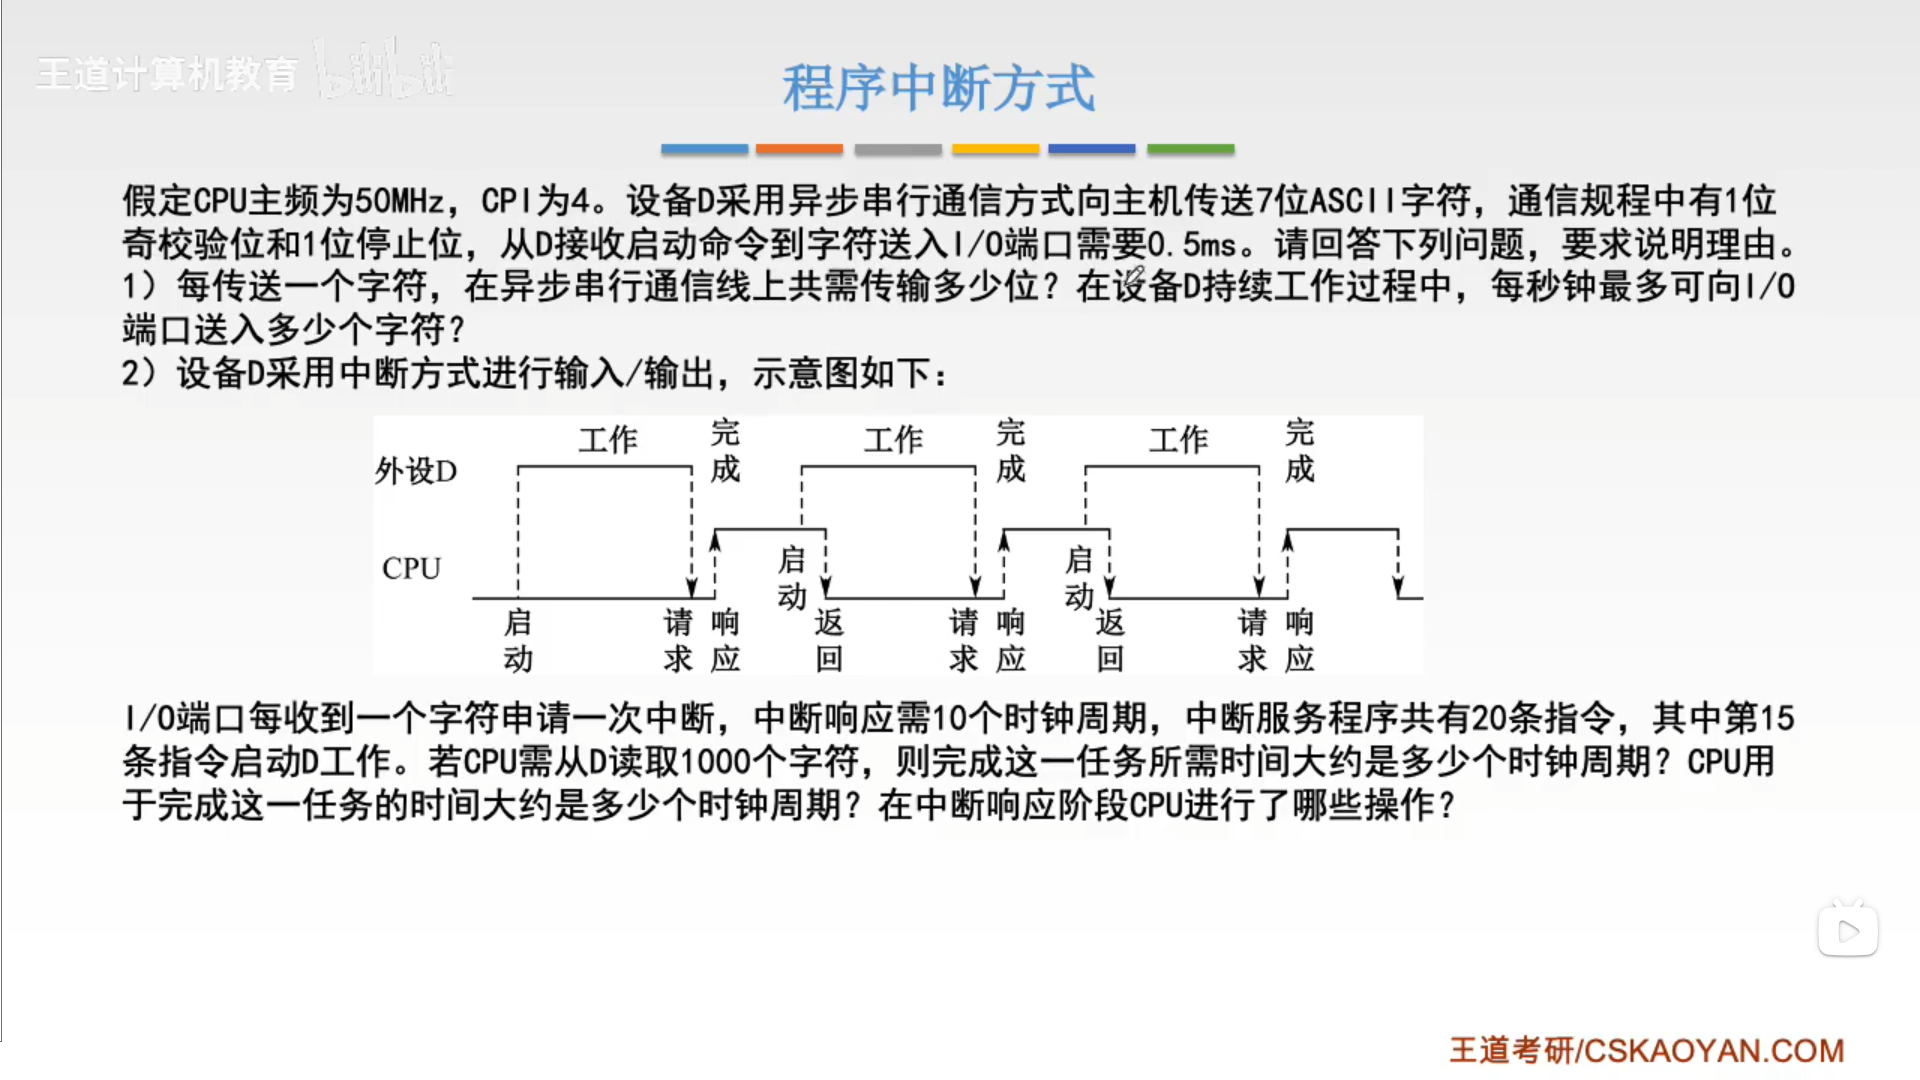 王道计算机教育 bilibili
程序中断方式
假定CPU主频为50MHz，CPI为4。设备D采用异步串行通信方式向主机传送7位ASCII字符，通信规程中有1位
奇校验位和1位停止位，从D接收启动命令到字符送入I/O端口需要0.5ms。请回答下列问题，要求说明理由。
1）每传送一个字符，在异步串行通信线上共需传输多少位？在设备D持续工作过程中，每秒钟最多可向I/O
端口送入多少个字符？
2）设备D采用中断方式进行输入/输出，示意图如下：
工作 完成 工作 完成 工作 完成
外设D
CPU
启动 启动
启动 请求 响应 返回 请求 响应 返回 请求 响应
I/O端口每收到一个字符申请一次中断，中断响应需10个时钟周期，中断服务程序共有20条指令，其中第15
条指令启动D工作。若CPU需从D读取1000个字符，则完成这一任务所需时间大约是多少个时钟周期？CPU用
于完成这一任务的时间大约是多少个时钟周期？在中断响应阶段CPU进行了哪些操作？
王道考研/CSKAOYAN.COM